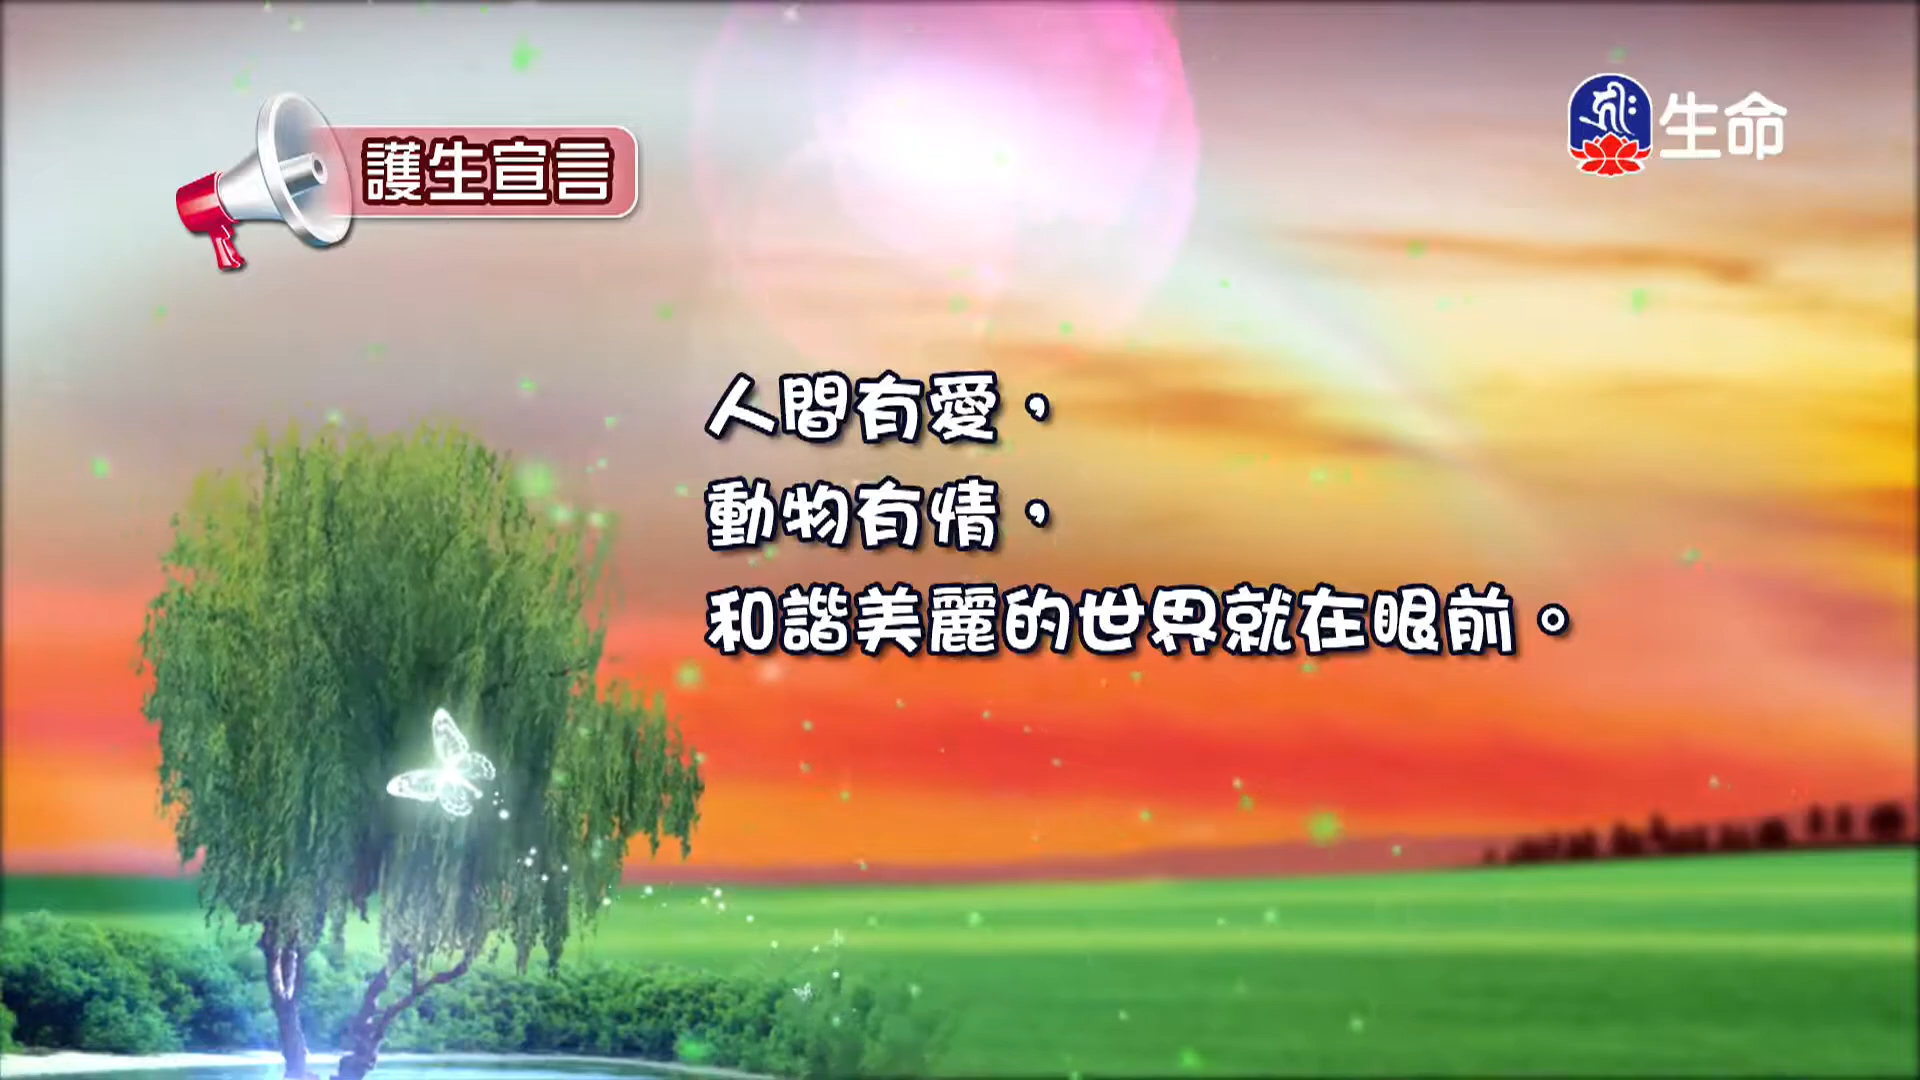 護生宣言
生命
人間有愛，
動物有情，
和諧美麗的世界就在眼前。